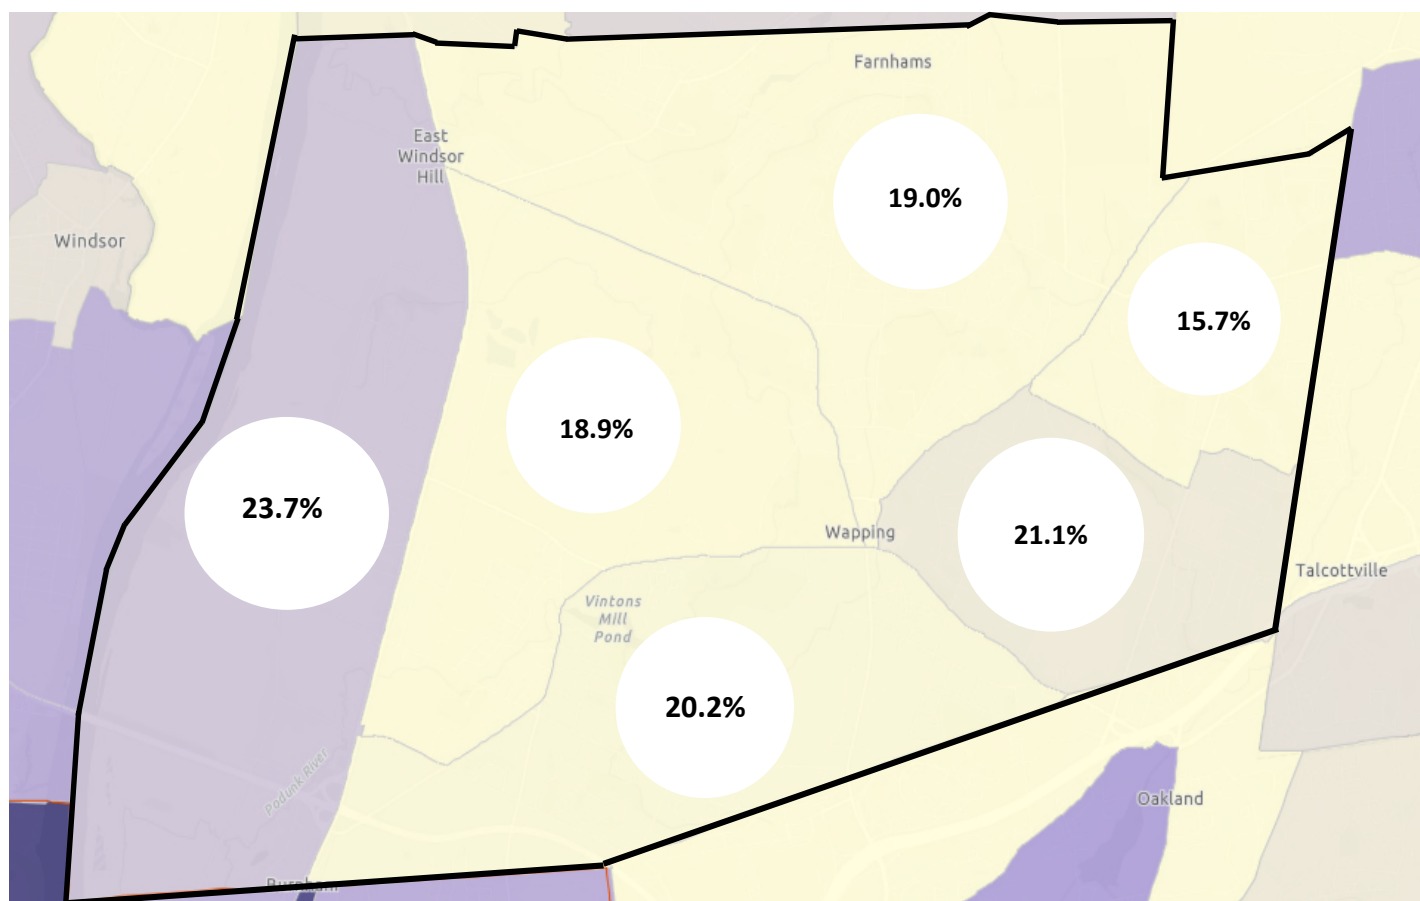 Farnhams
East
Windsor
Hill
19.0%
Windsor
15.7%
18.9%
23.7%
Wapping
21.1%
Talcottville
Vintons
Mill
Pond
20.2%
Podunk River
Oakland
Burnham